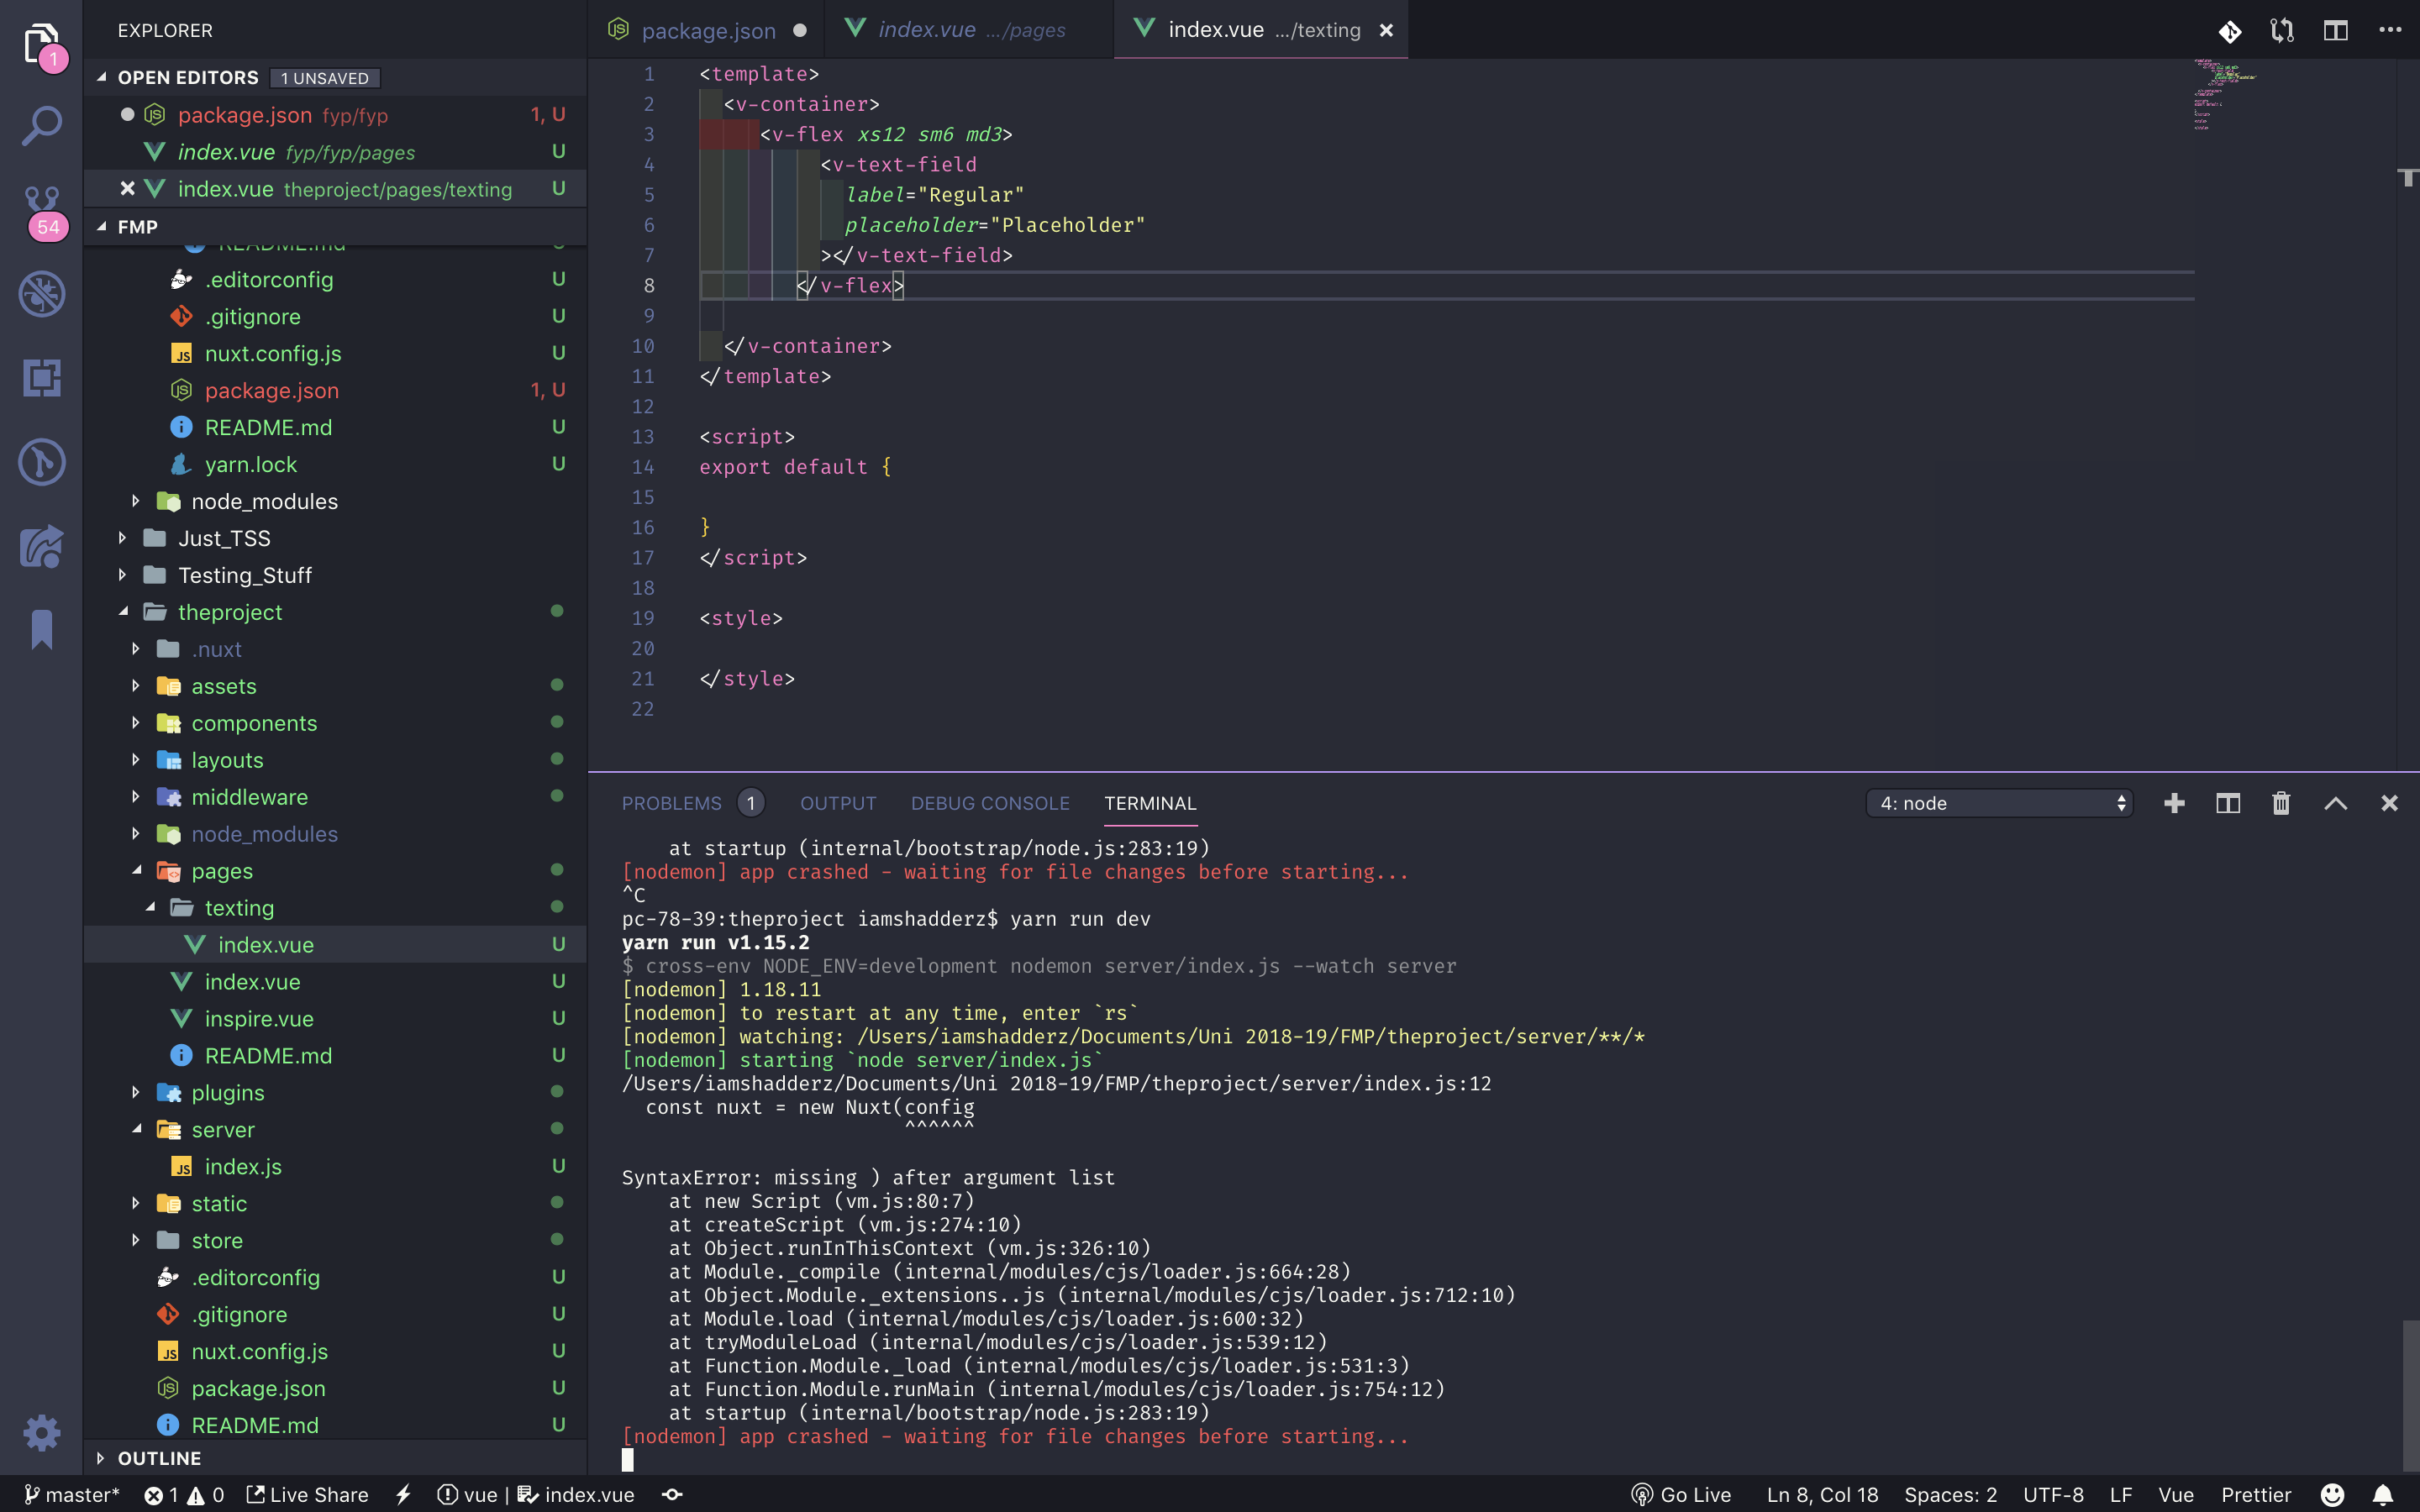 EXPLORER
OPEN EDITORS 1 UNSAVED
package.json fyp/fyp 1, U
index.vue fyp/fyp/pages U
index.vue theproject/pages/texting U
FMP
README.md
.editorconfig U
.gitignore U
nuxt.config.js U
package.json 1, U
README.md U
yarn.lock U
node_modules
Just_TSS
Testing_Stuff
theproject
.nuxt
assets
components
layouts
middleware
node_modules
pages
texting
index.vue U
index.vue U
inspire.vue U
README.md U
plugins
server
index.js U
static
store
.editorconfig U
.gitignore U
nuxt.config.js U
package.json U
README.md U
OUTLINE
1
54
package.json
index.vue .../pages
index.vue .../texting
1 <template>
2 <v-container>
3 <v-flex xs12 sm6 md3>
4 <v-text-field
5 label="Regular"
6 placeholder="Placeholder"
7 ></v-text-field>
8 </v-flex>
9
10 </v-container>
11 </template>
12
13 <script>
14 export default {
15
16 }
17 </script>
18
19 <style>
20
21 </style>
22
PROBLEMS 1 OUTPUT DEBUG CONSOLE TERMINAL 4: node
at startup (internal/bootstrap/node.js:283:19)
[nodemon] app crashed - waiting for file changes before starting...
^C
pc-78-39:theproject iamshadderz$ yarn run dev
yarn run v1.15.2
$ cross-env NODE_ENV=development nodemon server/index.js --watch server
[nodemon] 1.18.11
[nodemon] to restart at any time, enter `rs`
[nodemon] watching: /Users/iamshadderz/Documents/Uni 2018-19/FMP/theproject/server/**/*
[nodemon] starting `node server/index.js`
/Users/iamshadderz/Documents/Uni 2018-19/FMP/theproject/server/index.js:12
const nuxt = new Nuxt(config
^^^^^^
SyntaxError: missing ) after argument list
at new Script (vm.js:80:7)
at createScript (vm.js:274:10)
at Object.runInThisContext (vm.js:326:10)
at Module._compile (internal/modules/cjs/loader.js:664:28)
at Object.Module._extensions..js (internal/modules/cjs/loader.js:712:10)
at Module.load (internal/modules/cjs/loader.js:600:32)
at tryModuleLoad (internal/modules/cjs/loader.js:539:12)
at Function.Module._load (internal/modules/cjs/loader.js:531:3)
at Function.Module.runMain (internal/modules/cjs/loader.js:754:12)
at startup (internal/bootstrap/node.js:283:19)
[nodemon] app crashed - waiting for file changes before starting...
master* 1 0 Live Share vue | index.vue Go Live Ln 8, Col 18 Spaces: 2 UTF-8 LF Vue Prettier